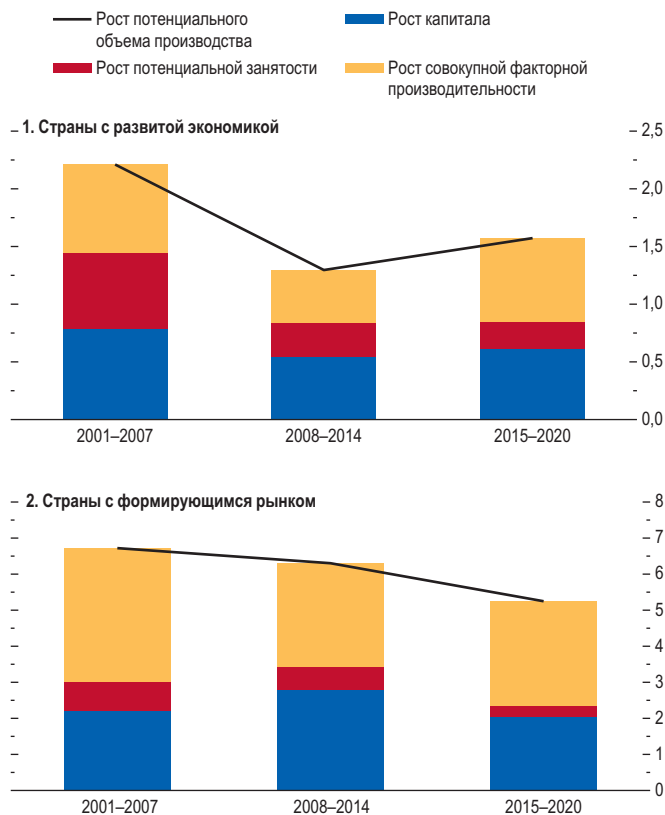 Рост потенциального
объема производства
Рост капитала
Рост потенциальной занятости
Рост совокупной факторной
производительности
1. Страны с развитой экономикой
2,5
2,0
1,5
1,0
0,5
0,0
2001–2007
2008–2014
2015–2020
2. Страны с формирующимся рынком
8
7
6
5
4
3
2
1
0
2001–2007
2008–2014
2015–2020